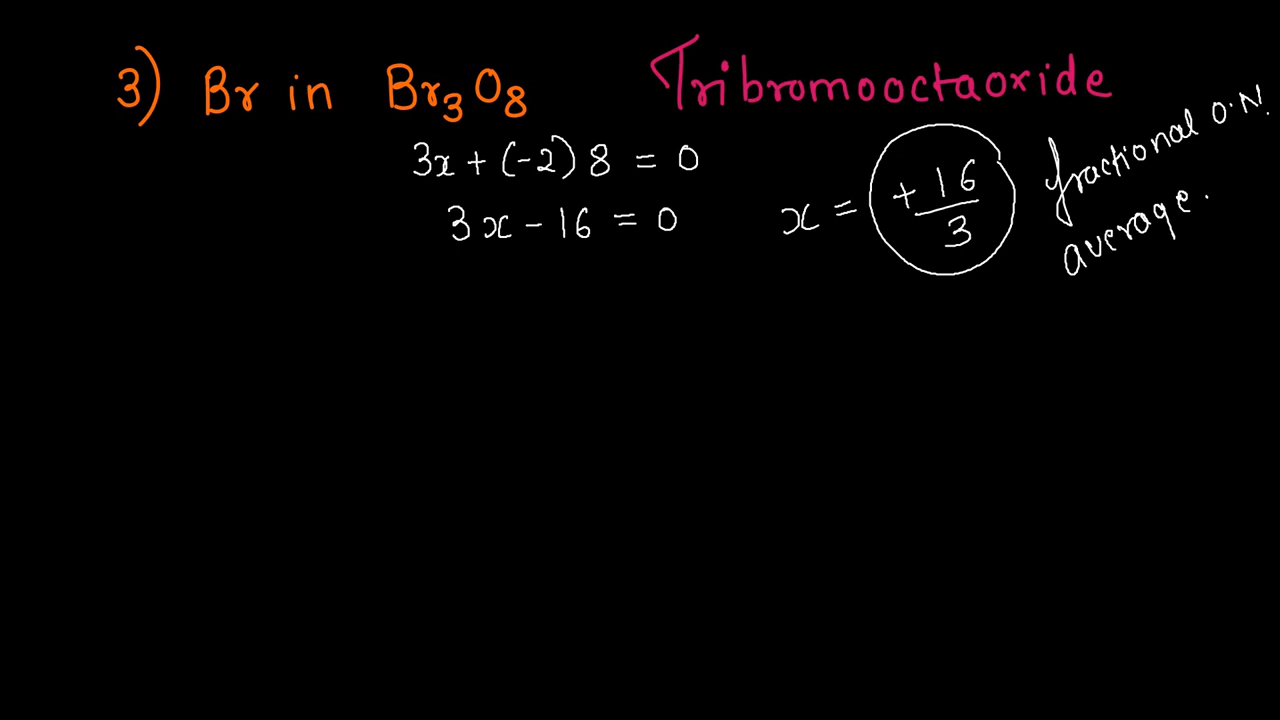 3) Br in Br₃O₈ Tribromooctaoxide
3x + (-2) 8 = 0
3x - 16 = 0
x = +16/3
fractional O.N.
average.